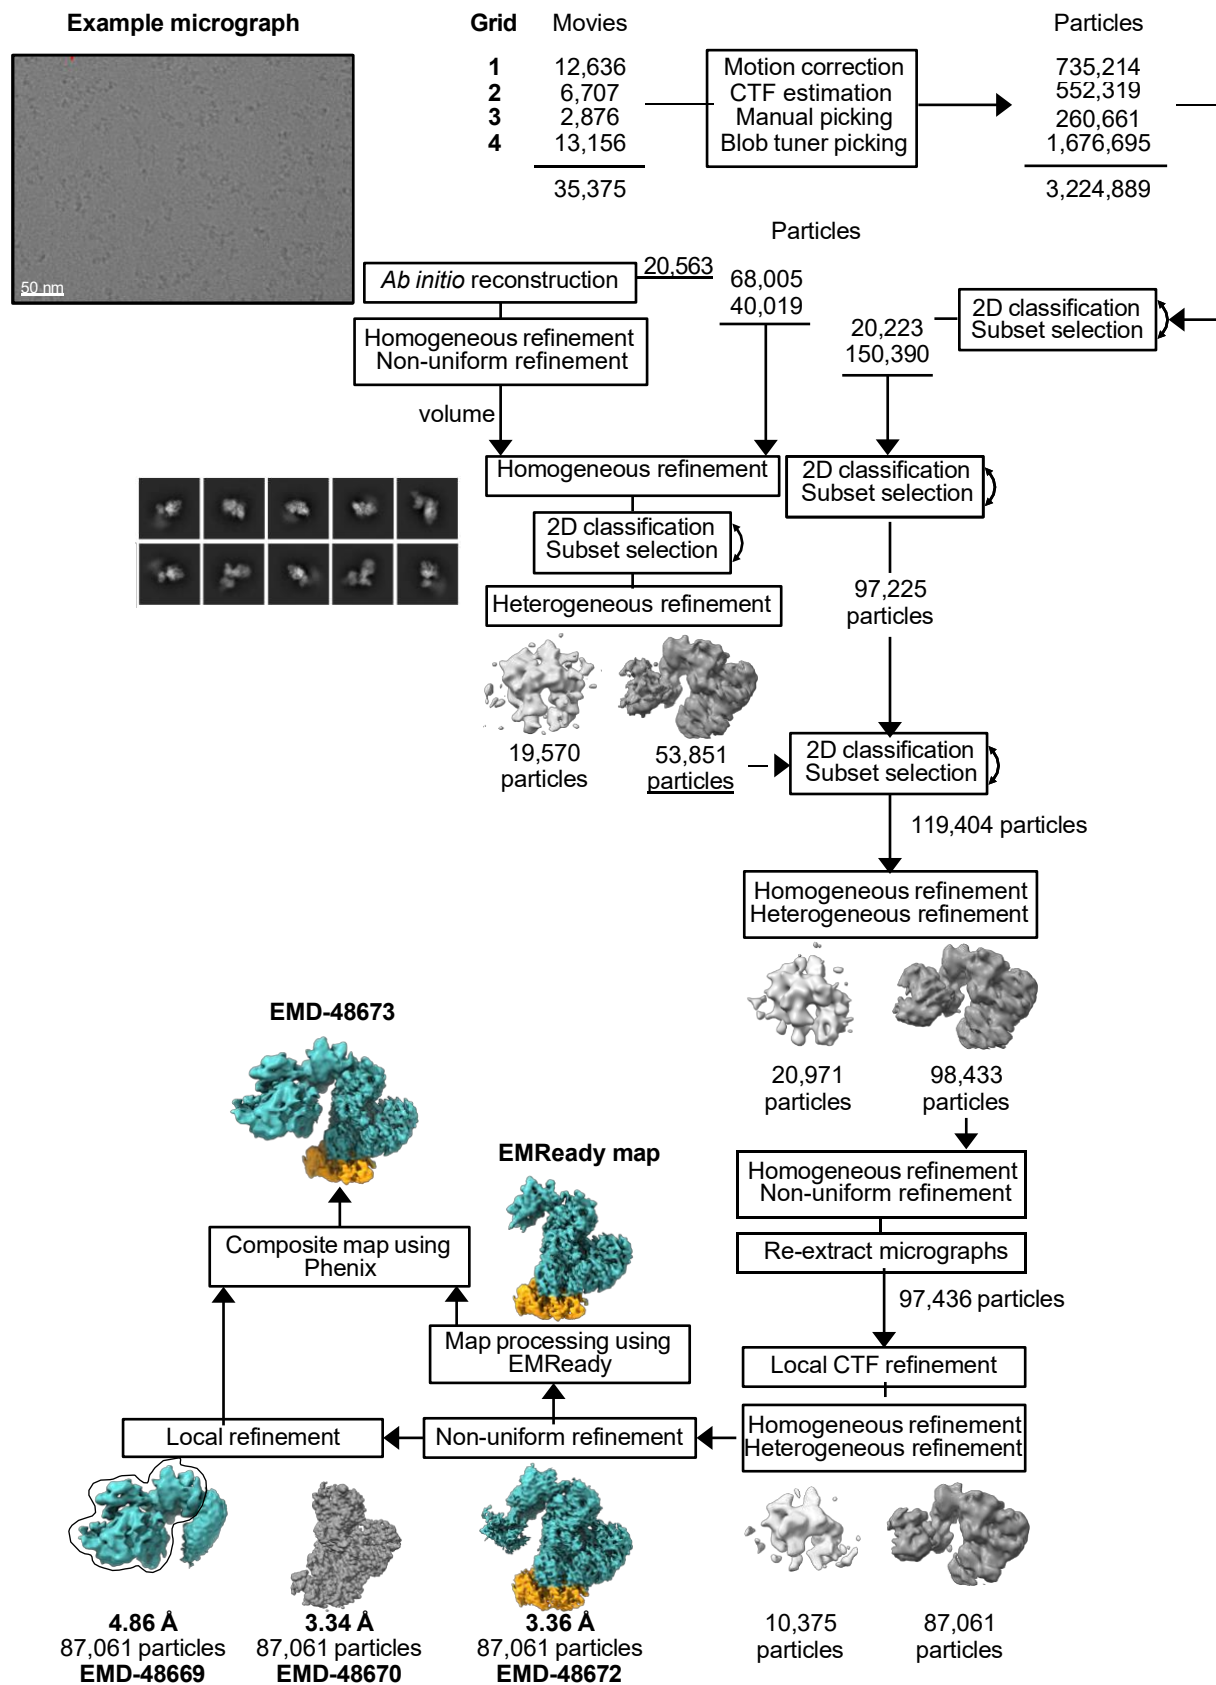 Example micrograph
Grid Movies Particles
1 12,636 Motion correction 735,214
2 6,707 CTF estimation 552,319
3 2,876 Manual picking 260,661
4 13,156 Blob tuner picking 1,676,695
35,375 3,224,889
50 nm
Particles
Ab initio reconstruction
20,563
68,005
40,019
2D classification
Subset selection
20,223
150,390
Homogeneous refinement
Non-uniform refinement
volume
Homogeneous refinement
2D classification
Subset selection
2D classification
Subset selection
Heterogeneous refinement
97,225
particles
19,570
particles
53,851
particles
2D classification
Subset selection
119,404 particles
Homogeneous refinement
Heterogeneous refinement
20,971
particles
98,433
particles
Homogeneous refinement
Non-uniform refinement
Re-extract micrographs
97,436 particles
Local CTF refinement
Homogeneous refinement
Heterogeneous refinement
10,375
particles
87,061
particles
EMD-48673
EMReady map
Composite map using
Phenix
Map processing using
EMReady
Local refinement
Non-uniform refinement
4.86 Å
87,061 particles
EMD-48669
3.34 Å
87,061 particles
EMD-48670
3.36 Å
87,061 particles
EMD-48672